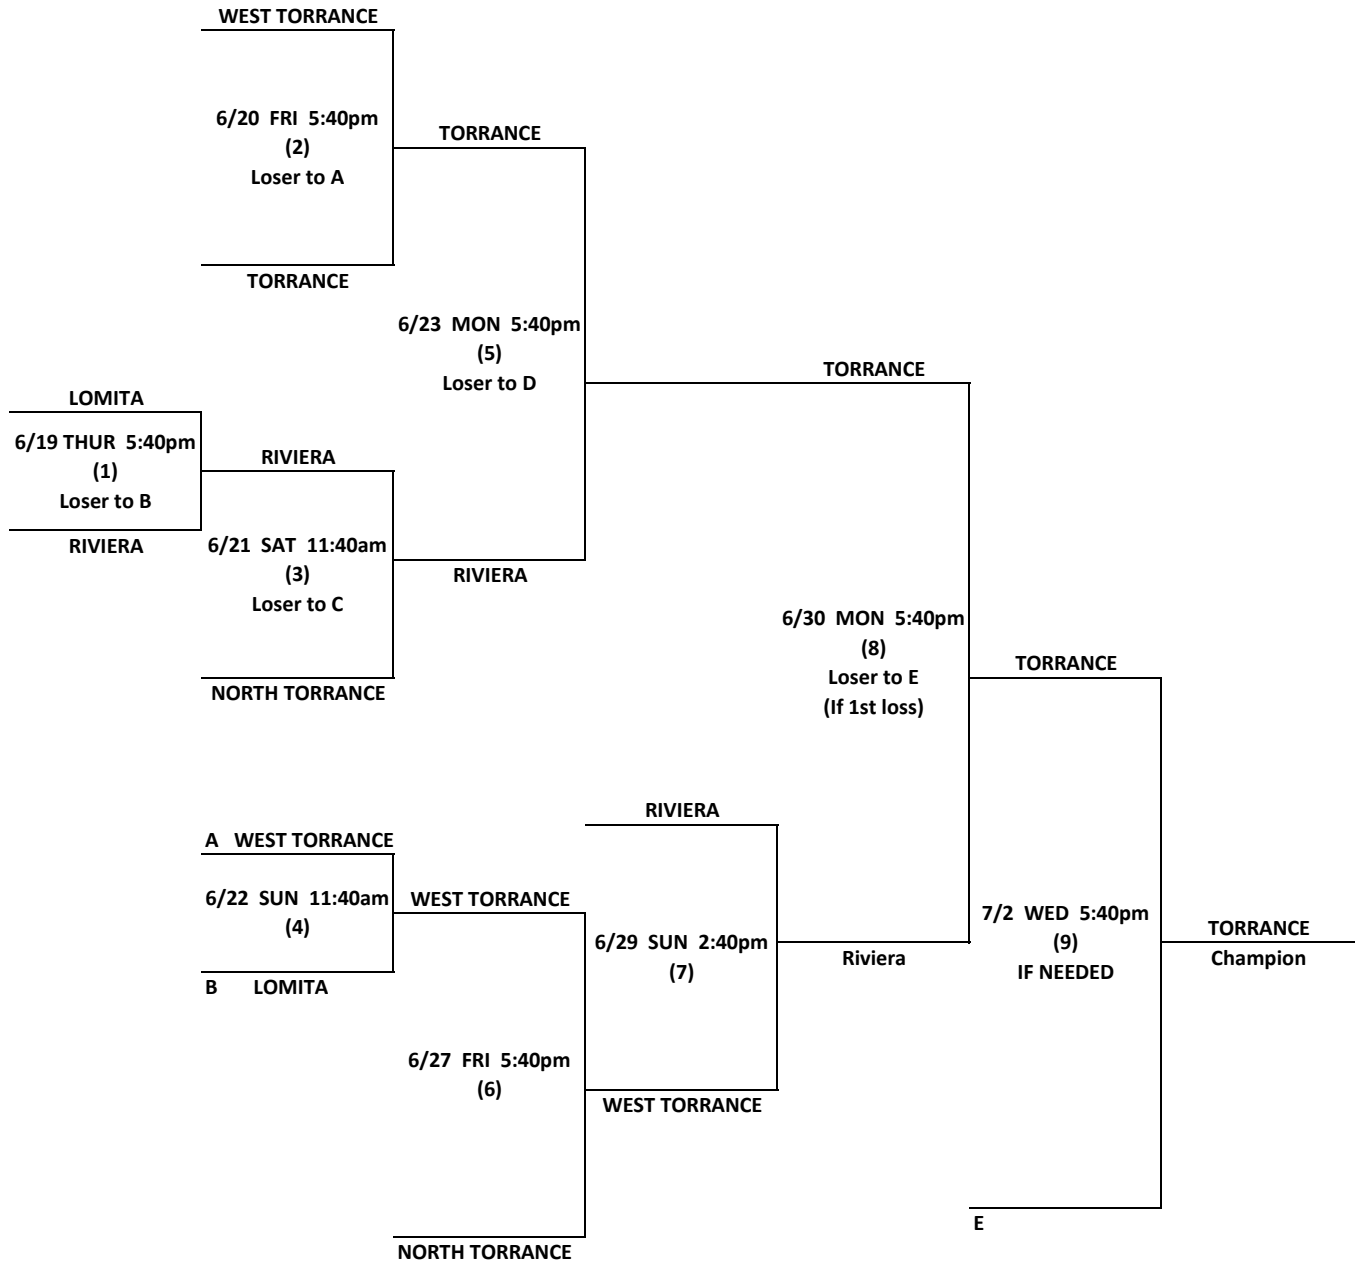 WEST TORRANCE
6/20 FRI 5:40pm
(2)
Loser to A
TORRANCE
TORRANCE
6/23 MON 5:40pm
(5)
Loser to D
TORRANCE
LOMITA
6/19 THUR 5:40pm
(1)
Loser to B
RIVIERA
RIVIERA
6/21 SAT 11:40am
(3)
Loser to C
RIVIERA
NORTH TORRANCE
6/30 MON 5:40pm
(8)
Loser to E
(If 1st loss)
TORRANCE
RIVIERA
A WEST TORRANCE
6/22 SUN 11:40am
(4)
B LOMITA
WEST TORRANCE
6/29 SUN 2:40pm
(7)
Riviera
7/2 WED 5:40pm
(9)
IF NEEDED
TORRANCE
Champion
6/27 FRI 5:40pm
(6)
WEST TORRANCE
NORTH TORRANCE
E